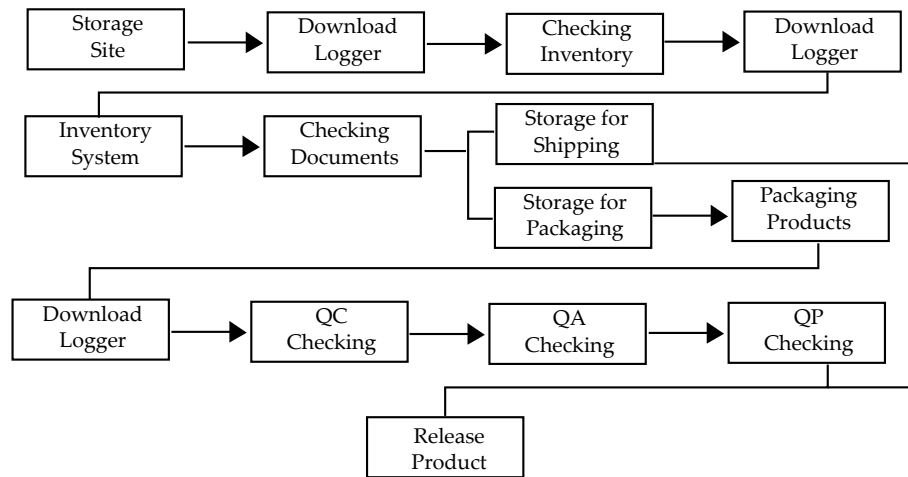 Storage
Site
Download
Logger
Checking
Inventory
Download
Logger
Inventory
System
Checking
Documents
Storage for
Shipping
Storage for
Packaging
Packaging
Products
Download
Logger
QC
Checking
QA
Checking
QP
Checking
Release
Product